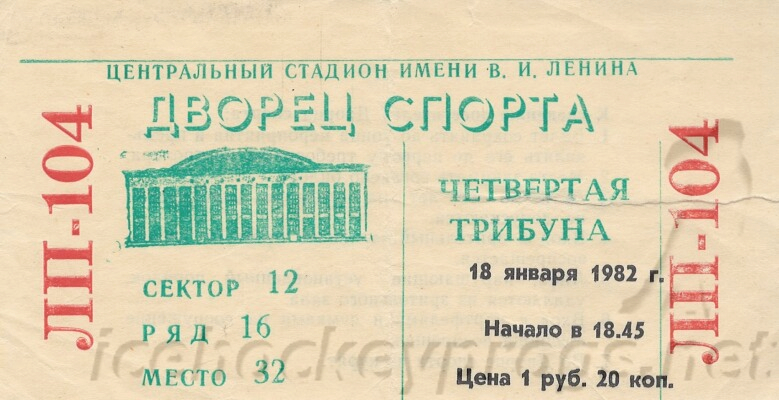 ЦЕНТРАЛЬНЫЙ СТАДИОН ИМЕНИ В. И. ЛЕНИНА
ДВОРЕЦ СПОРТА
ЛП-104
ЧЕТВЕРТАЯ
ТРИБУНА
18 января 1982 г.
СЕКТОР 12
РЯД 16
МЕСТО 32
Начало в 18.45
Цена 1 руб. 20 коп.
ЛП-104
icehockeyprogs.net